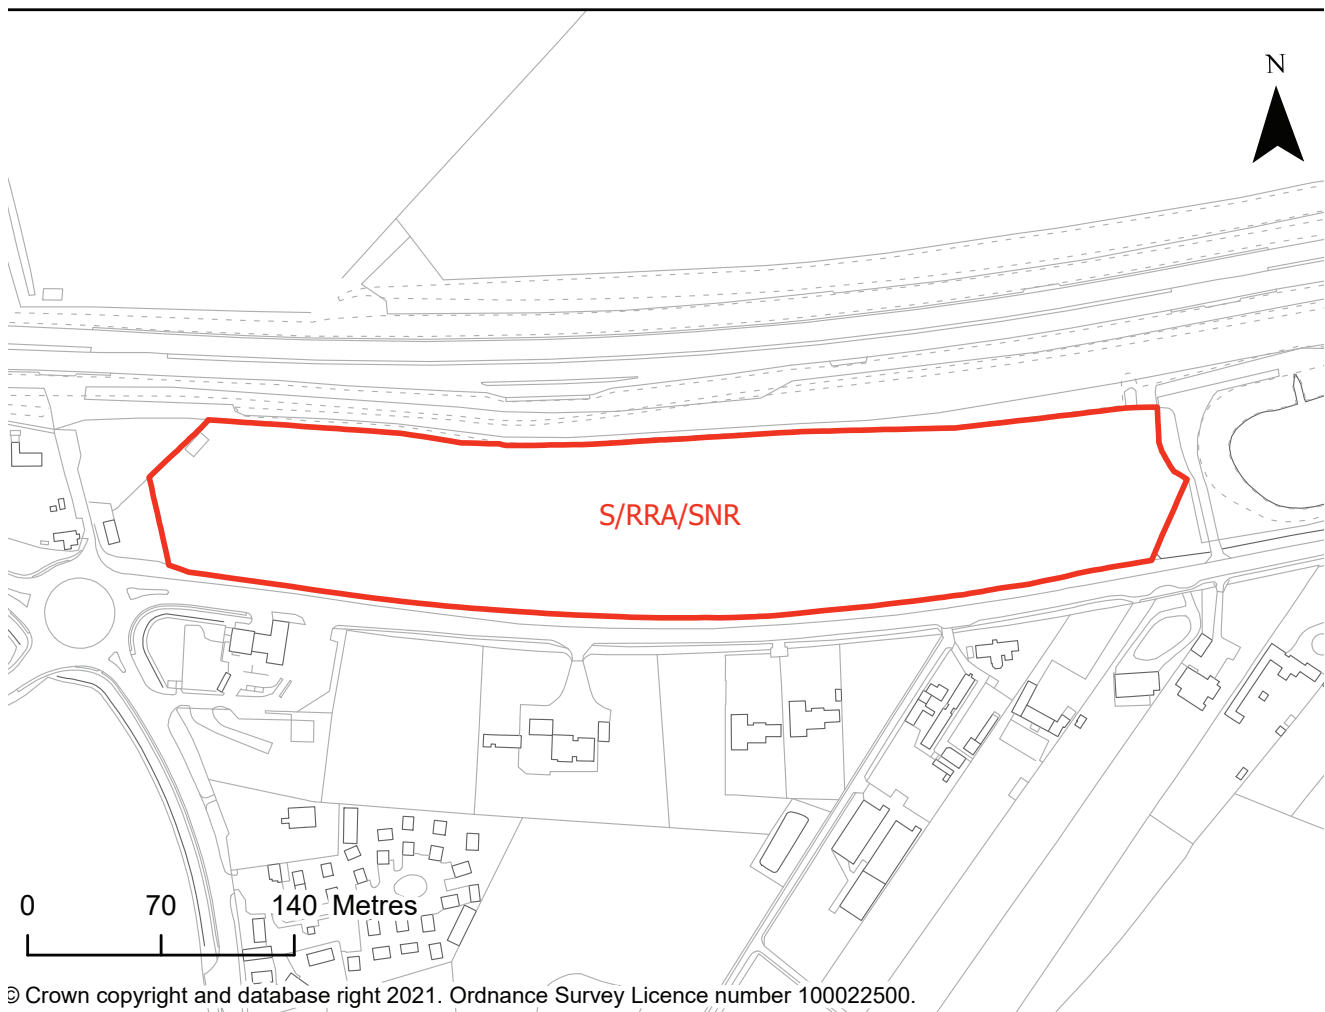 N
S/RRA/SNR
0 70 140 Metres
© Crown copyright and database right 2021. Ordnance Survey Licence number 100022500.